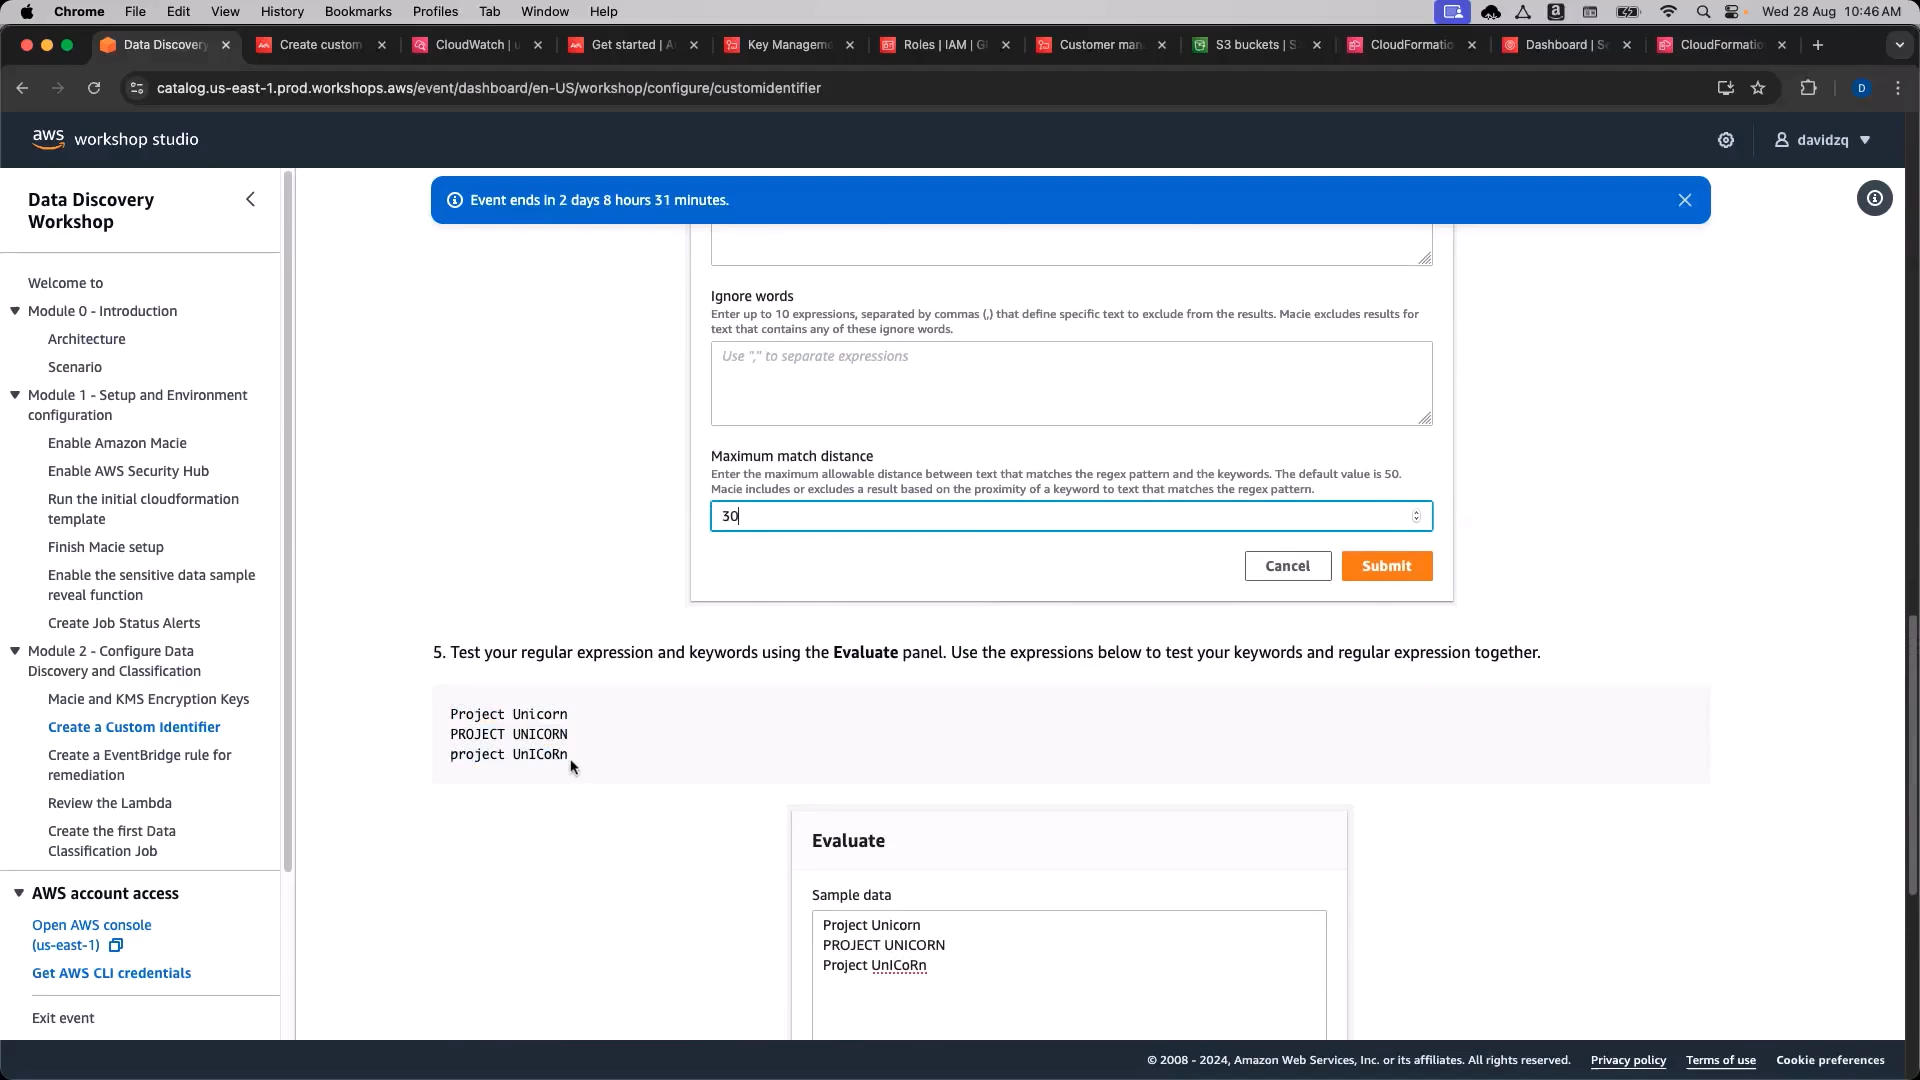 Chrome File Edit View History Bookmarks Profiles Tab Window Help Wed 28 Aug 10:46 AM
Data Discovery Create custom CloudWatch | u Get started | A Key Managem Roles | IAM | Gl Customer man S3 buckets | S CloudFormatio Dashboard | Se CloudFormatio
catalog.us-east-1.prod.workshops.aws/event/dashboard/en-US/workshop/configure/customidentifier D
aws workshop studio davidzq
Data Discovery
Workshop
Welcome to
Module 0 - Introduction
Architecture
Scenario
Module 1 - Setup and Environment
configuration
Enable Amazon Macie
Enable AWS Security Hub
Run the initial cloudformation
template
Finish Macie setup
Enable the sensitive data sample
reveal function
Create Job Status Alerts
Module 2 - Configure Data
Discovery and Classification
Macie and KMS Encryption Keys
Create a Custom Identifier
Create a EventBridge rule for
remediation
Review the Lambda
Create the first Data
Classification Job
AWS account access
Open AWS console
(us-east-1)
Get AWS CLI credentials
Exit event
Event ends in 2 days 8 hours 31 minutes.
Ignore words
Enter up to 10 expressions, separated by commas (,) that define specific text to exclude from the results. Macie excludes results for
text that contains any of these ignore words.
Use "," to separate expressions
Maximum match distance
Enter the maximum allowable distance between text that matches the regex pattern and the keywords. The default value is 50.
Macie includes or excludes a result based on the proximity of a keyword to text that matches the regex pattern.
30
Cancel Submit
5. Test your regular expression and keywords using the Evaluate panel. Use the expressions below to test your keywords and regular expression together.
Project Unicorn
PROJECT UNICORN
project UnICoRn
Evaluate
Sample data
Project Unicorn
PROJECT UNICORN
Project UnICoRn
© 2008 - 2024, Amazon Web Services, Inc. or its affiliates. All rights reserved. Privacy policy Terms of use Cookie preferences